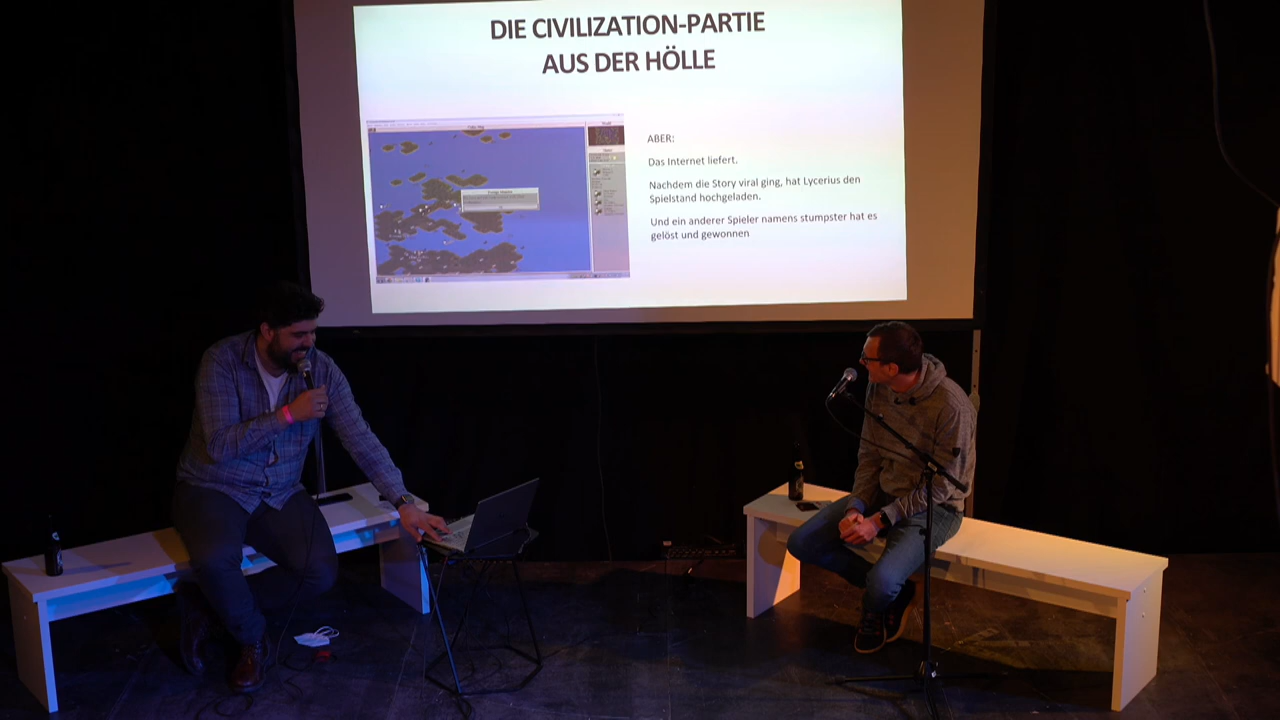 DIE CIVILIZATION-PARTIE
AUS DER HÖLLE
ABER:
Das Internet liefert.
Nachdem die Story viral ging, hat Lycerius den
Spielstand hochgeladen.
Und ein anderer Spieler namens stumpster hat es
gelöst und gewonnen